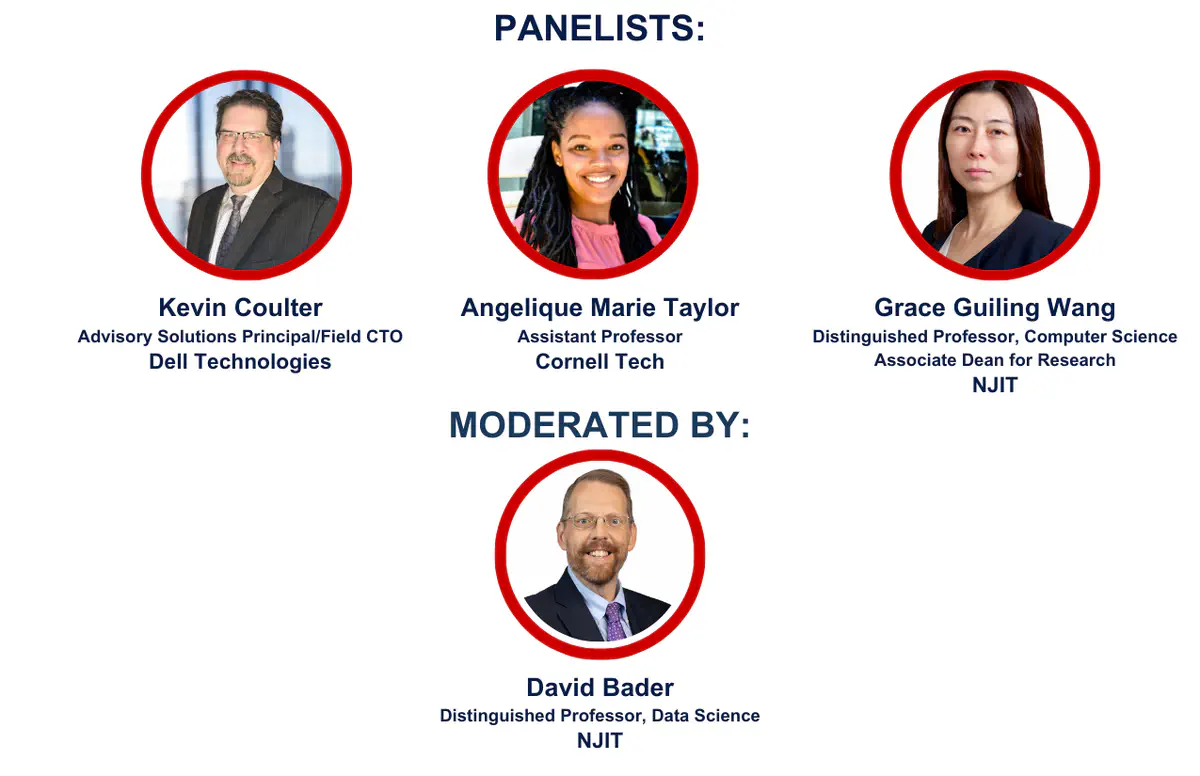 PANELISTS:
Kevin Coulter
Advisory Solutions Principal/Field CTO
Dell Technologies
Angelique Marie Taylor
Assistant Professor
Cornell Tech
Grace Guiling Wang
Distinguished Professor, Computer Science
Associate Dean for Research
NJIT
MODERATED BY:
David Bader
Distinguished Professor, Data Science
NJIT